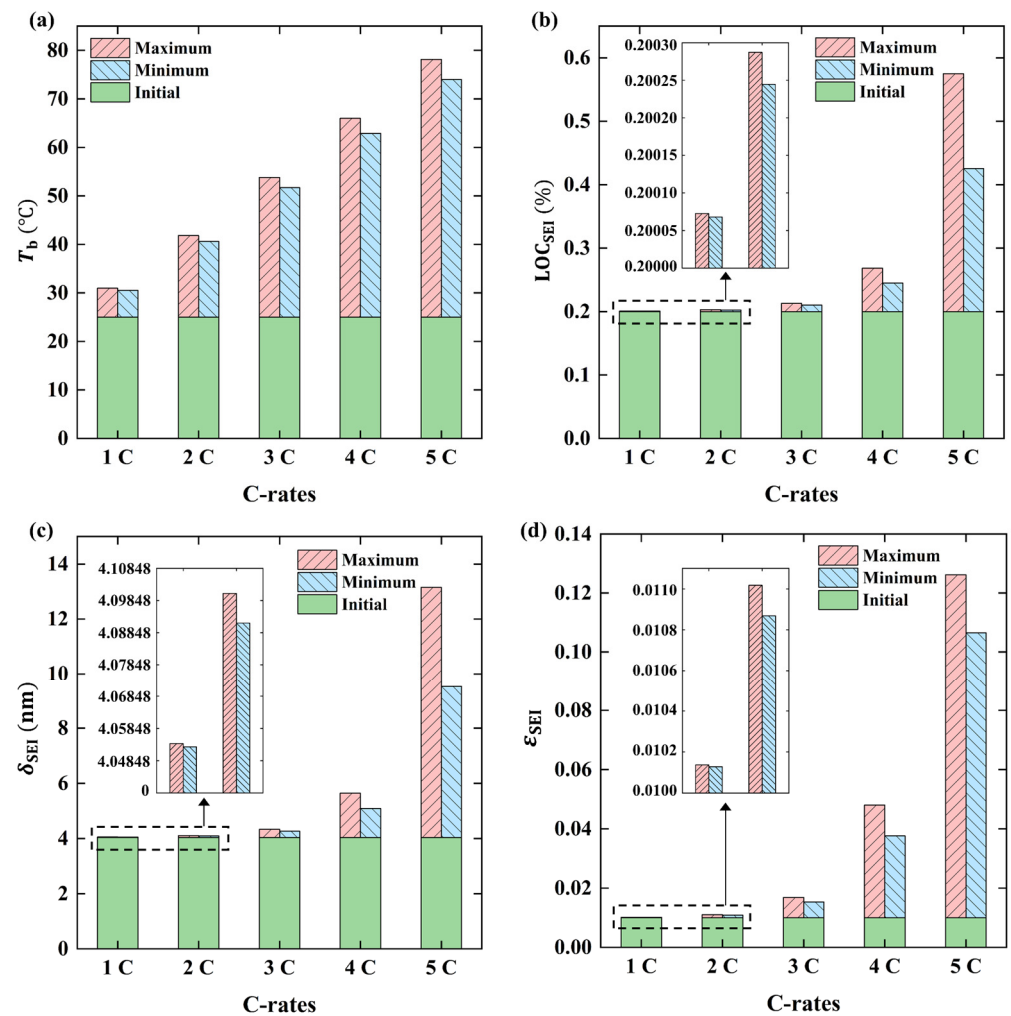 (a)
Maximum
Minimum
Initial
80
70
60
50
40
30
20
10
0
T_b (°C)
1 C 2 C 3 C 4 C 5 C
C-rates
(b)
Maximum
Minimum
Initial
0.6
0.5
0.4
0.3
0.2
0.1
0.0
LOC_SEI (%)
0.20030
0.20025
0.20020
0.20015
0.20010
0.20005
0.20000
1 C 2 C 3 C 4 C 5 C
C-rates
(c)
Maximum
Minimum
Initial
14
12
10
8
6
4
2
0
δ_SEI (nm)
4.10848
4.09848
4.08848
4.07848
4.06848
4.05848
4.04848
0
1 C 2 C 3 C 4 C 5 C
C-rates
(d)
Maximum
Minimum
Initial
0.14
0.12
0.10
0.08
0.06
0.04
0.02
0.00
ε_SEI
0.0110
0.0108
0.0106
0.0104
0.0102
0.0100
1 C 2 C 3 C 4 C 5 C
C-rates